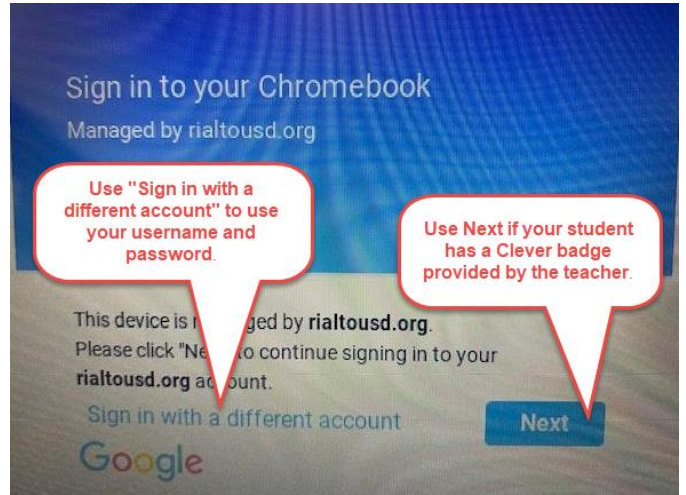 Sign in to your Chromebook
Managed by rialtousd.org
Use "Sign in with a
different account" to use
your username and
password.
Use Next if your student
has a Clever badge
provided by the teacher.
This device is ged by rialtousd.org.
Please click "Ne to continue signing in to your
rialtousd.org ac unt.
Sign in with a different account
Next
Google